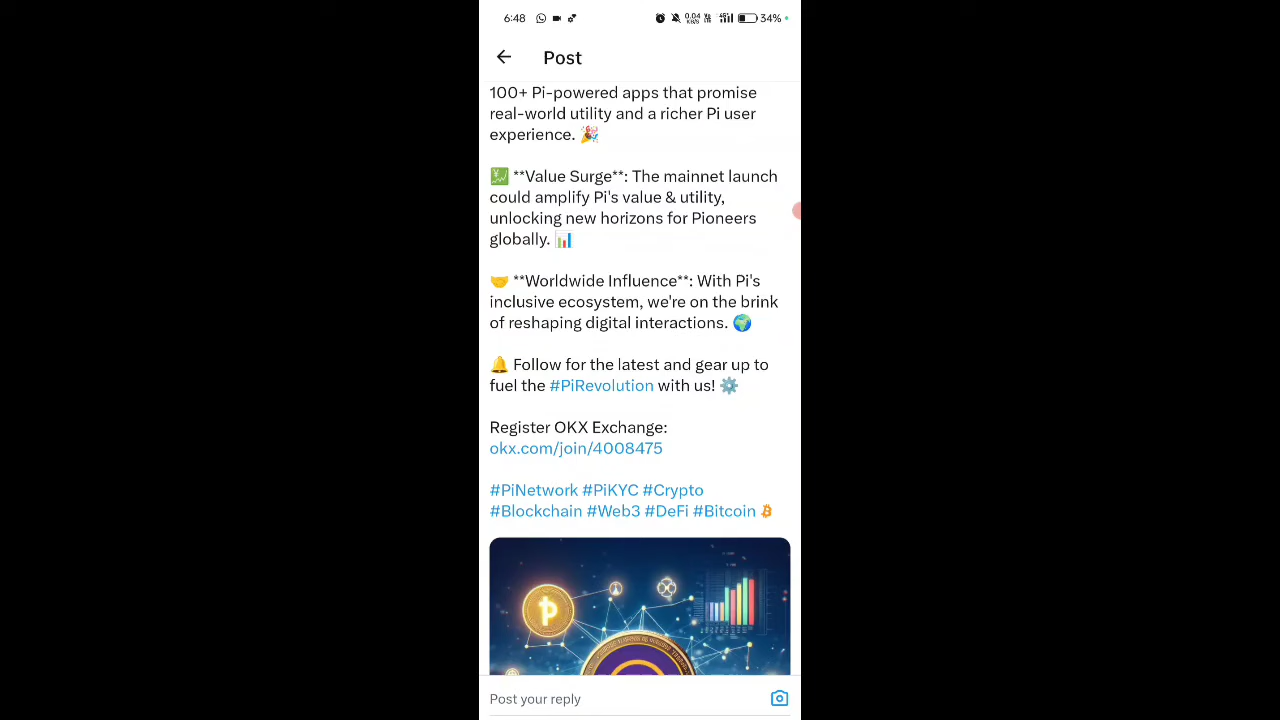 6:48 0.04 KB/S 34%
Post
100+ Pi-powered apps that promise
real-world utility and a richer Pi user
experience. 🎉
💹 **Value Surge**: The mainnet launch
could amplify Pi's value & utility,
unlocking new horizons for Pioneers
globally. 📊
🤝 **Worldwide Influence**: With Pi's
inclusive ecosystem, we're on the brink
of reshaping digital interactions. 🌍
🔔 Follow for the latest and gear up to
fuel the #PiRevolution with us! ⚙️
Register OKX Exchange:
okx.com/join/4008475
#PiNetwork #PiKYC #Crypto
#Blockchain #Web3 #DeFi #Bitcoin
Post your reply